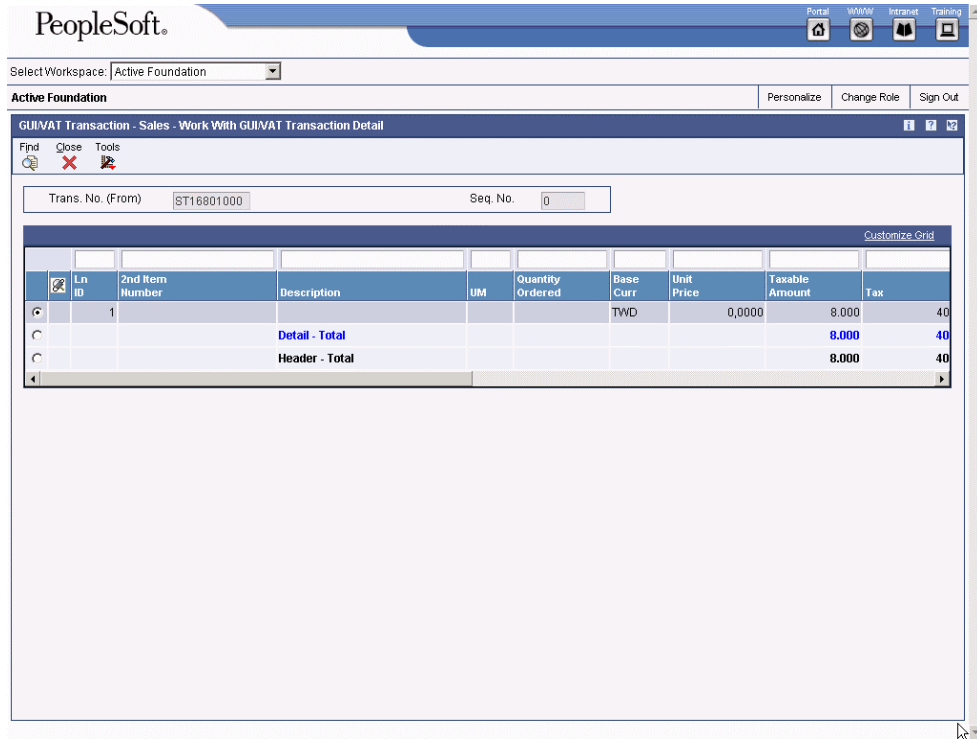 Portal WWW Intranet Training
PeopleSoft®
Select Workspace: Active Foundation
Active Foundation Personalize Change Role Sign Out
GUI/VAT Transaction - Sales - Work With GUI/VAT Transaction Detail
Find Close Tools
Trans. No. (From) ST16801000 Seq. No. 0
Customize Grid
Ln ID 2nd Item Number Description UM Quantity Ordered Base Curr Unit Price Taxable Amount Tax
1 TWD 0,0000 8.000 40
Detail - Total 8.000 40
Header - Total 8.000 40